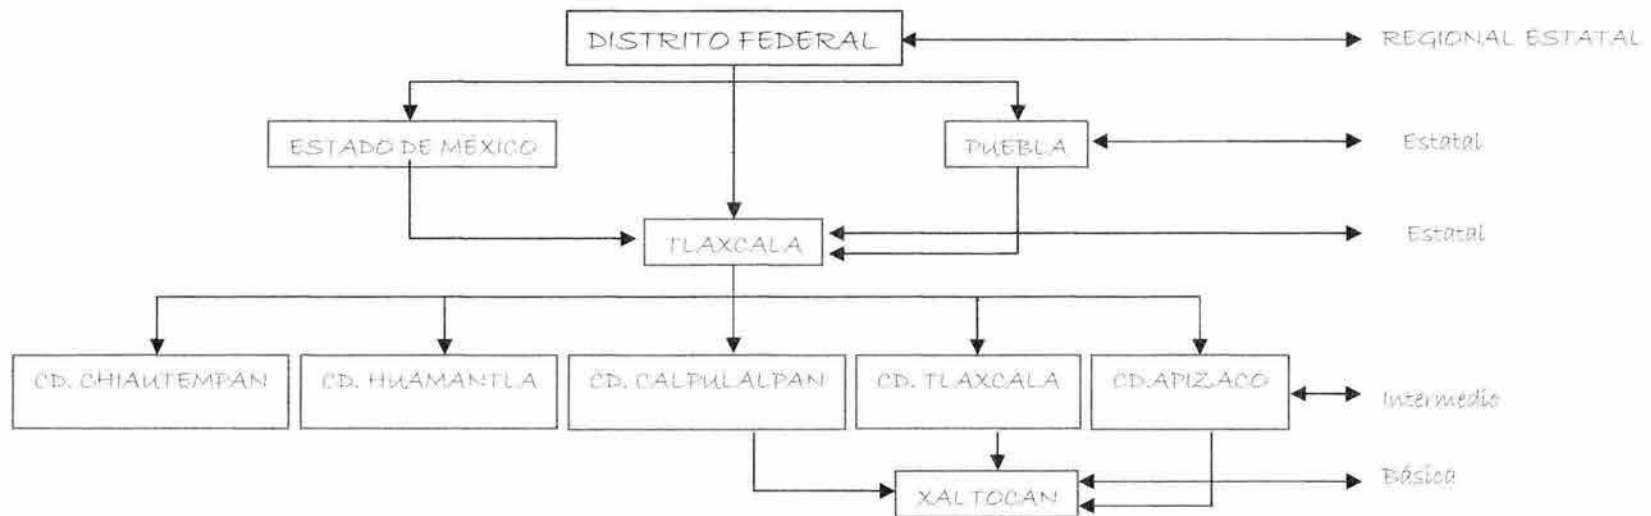 DISTRITO FEDERAL
REGIONAL ESTATAL
ESTADO DE MÉXICO
PUEBLA
Estatal
TLAXCALA
Estatal
CD. CHIAUTEMPAN
CD. HUAMANTLA
CD. CALPULALPAN
CD. TLAXCALA
CD.APIZACO
Intermedio
XALTOCAN
Básica